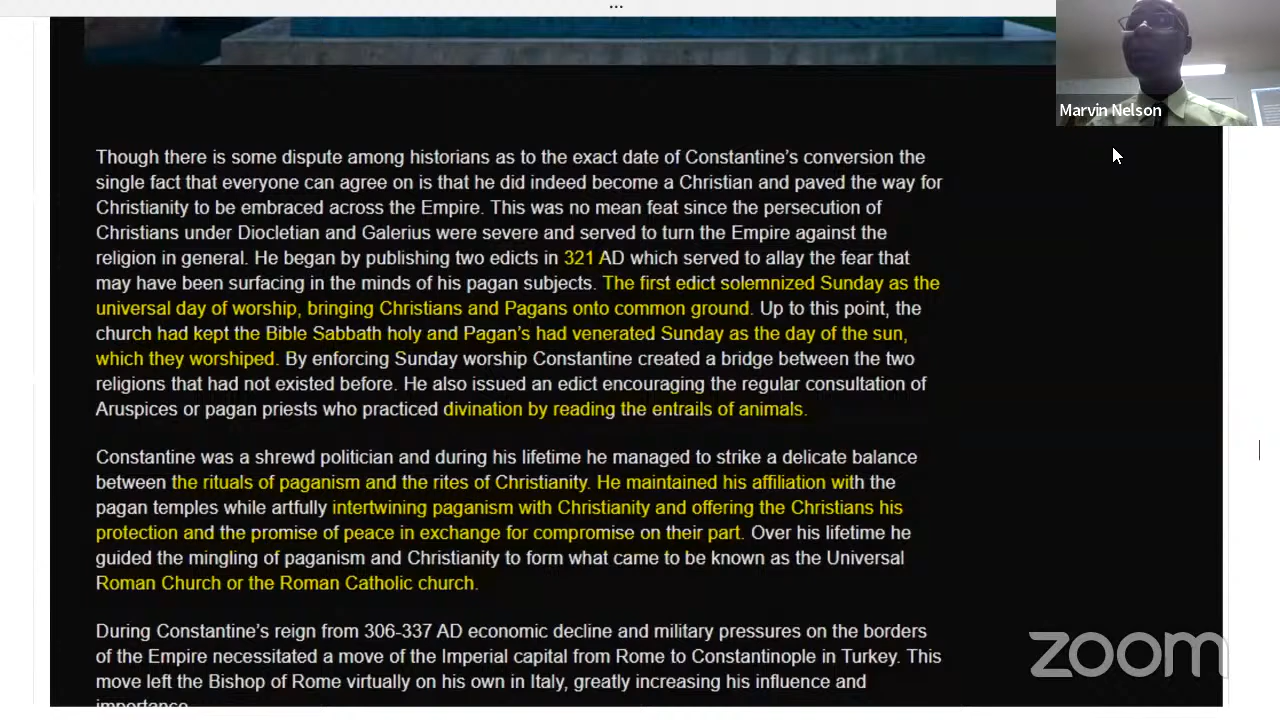 ...
Marvin Nelson
Though there is some dispute among historians as to the exact date of Constantine’s conversion the
single fact that everyone can agree on is that he did indeed become a Christian and paved the way for
Christianity to be embraced across the Empire. This was no mean feat since the persecution of
Christians under Diocletian and Galerius were severe and served to turn the Empire against the
religion in general. He began by publishing two edicts in 321 AD which served to allay the fear that
may have been surfacing in the minds of his pagan subjects. The first edict solemnized Sunday as the
universal day of worship, bringing Christians and Pagans onto common ground. Up to this point, the
church had kept the Bible Sabbath holy and Pagan’s had venerated Sunday as the day of the sun,
which they worshiped. By enforcing Sunday worship Constantine created a bridge between the two
religions that had not existed before. He also issued an edict encouraging the regular consultation of
Aruspices or pagan priests who practiced divination by reading the entrails of animals.
Constantine was a shrewd politician and during his lifetime he managed to strike a delicate balance
between the rituals of paganism and the rites of Christianity. He maintained his affiliation with the
pagan temples while artfully intertwining paganism with Christianity and offering the Christians his
protection and the promise of peace in exchange for compromise on their part. Over his lifetime he
guided the mingling of paganism and Christianity to form what came to be known as the Universal
Roman Church or the Roman Catholic church.
During Constantine’s reign from 306-337 AD economic decline and military pressures on the borders
of the Empire necessitated a move of the Imperial capital from Rome to Constantinople in Turkey. This
move left the Bishop of Rome virtually on his own in Italy, greatly increasing his influence and
importance.
zoom